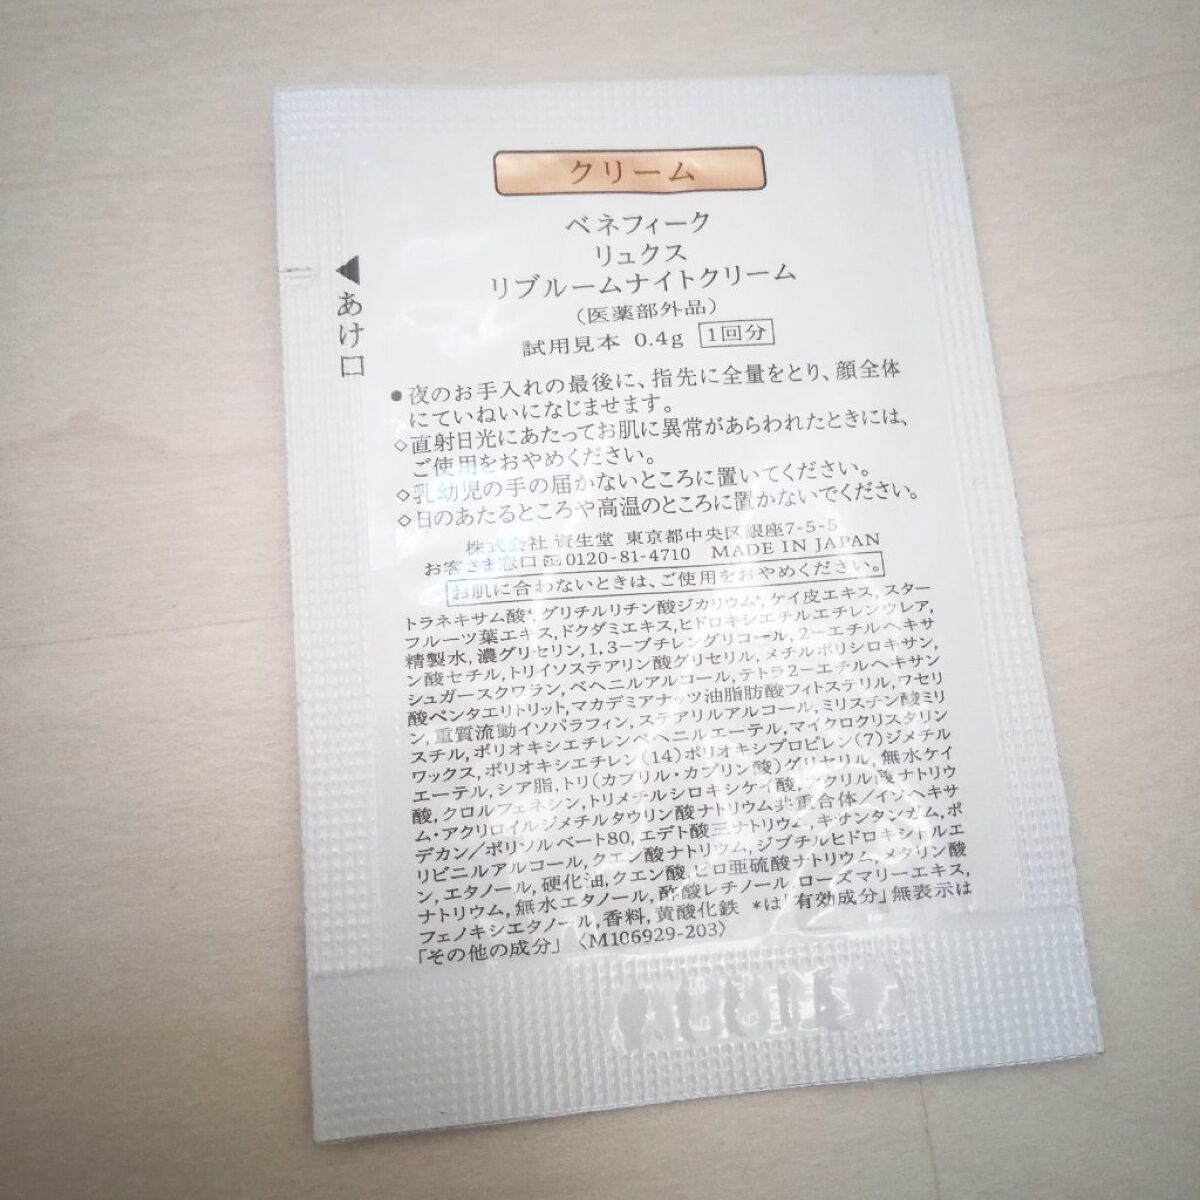 クリーム
ベネフィーク
リュクス
リブルームナイトクリーム
(医薬部外品)
試用見本 0.4g 1回分
◀あけ口
●夜のお手入れの最後に、指先に全量をとり、顔全体
にていねいになじませます。
◇直射日光にあたってお肌に異常があらわれたときには、
ご使用をおやめください。
◇乳幼児の手の届かないところに置いてください。
◇日のあたるところや高温のところに置かないでください。
株式会社 資生堂 東京都中央区銀座7-5-5
お客さま窓口 0120-81-4710 MADE IN JAPAN
お肌に合わないときは、ご使用をおやめください。
トラネキサム酸*,グリチルリチン酸ジカリウム*,ケイ皮エキス,スター
フルーツ葉エキス,ドクダミエキス,ヒドロキシエチルエチレンウレア,
精製水,濃グリセリン,1,3-ブチレングリコール,2-エチルヘキサ
ン酸セチル,トリイソステアリン酸グリセリル,メチルポリシロキサン,
シュガースクワラン,ベヘニルアルコール,テトラ2-エチルヘキサン
酸ペンタエリトリット,マカデミアナッツ油脂肪酸フィトステリル,ワセリ
ン,重質流動イソパラフィン,ステアリルアルコール,ミリスチン酸ミリ
スチル,ポリオキシエチレンベヘニルエーテル,マイクロクリスタリン
ワックス,ポリオキシエチレン(14)ポリオキシプロピレン(7)ジメチル
エーテル,シア脂,トリ(カプリル・カプリン酸)グリセリル,無水ケイ
酸,クロルフェネシン,トリメチルシロキシケイ酸,アクリル酸ナトリウ
ム・アクリロイルジメチルタウリン酸ナトリウム共重合体/イソヘキサ
デカン/ポリソルベート80,エデト酸三ナトリウム,キサンタンガム,ポ
リビニルアルコール,クエン酸ナトリウム,ジブチルヒドロキシトルエ
ン,エタノール,硬化油,クエン酸,ピロ亜硫酸ナトリウム,メタリン酸
ナトリウム,無水エタノール,酢酸レチノール,ローズマリーエキス,
フェノキシエタノール,香料,黄酸化鉄 *は「有効成分」無表示は
「その他の成分」〈M106929-203〉